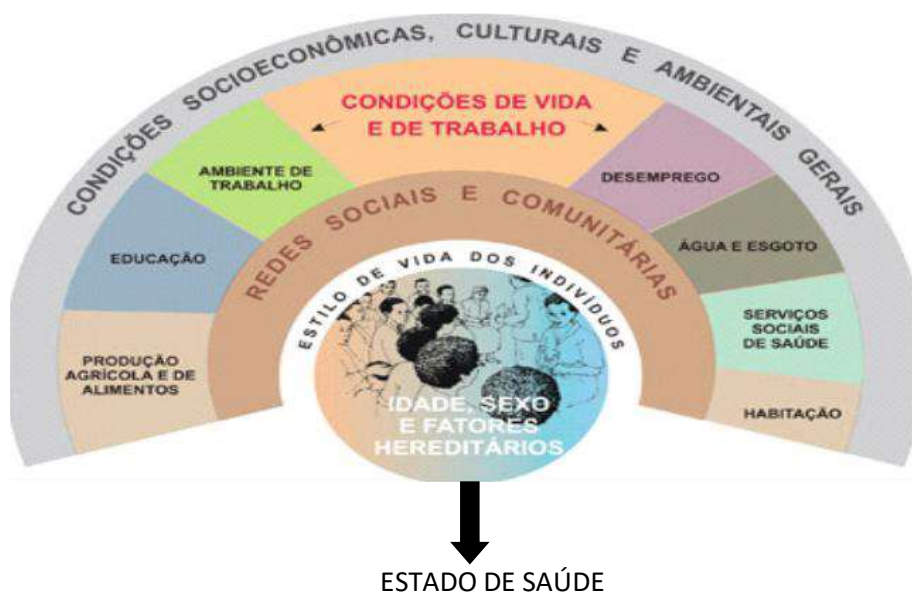 CONDIÇÕES SOCIOECONÔMICAS, CULTURAIS E AMBIENTAIS GERAIS
CONDIÇÕES DE VIDA
E DE TRABALHO
AMBIENTE DE
TRABALHO
DESEMPREGO
EDUCAÇÃO
ÁGUA E ESGOTO
PRODUÇÃO
AGRÍCOLA E DE
ALIMENTOS
SERVIÇOS
SOCIAIS
DE SAÚDE
HABITAÇÃO
REDES SOCIAIS E COMUNITÁRIAS
ESTILO DE VIDA DOS INDIVÍDUOS
IDADE, SEXO
E FATORES
HEREDITÁRIOS
ESTADO DE SAÚDE